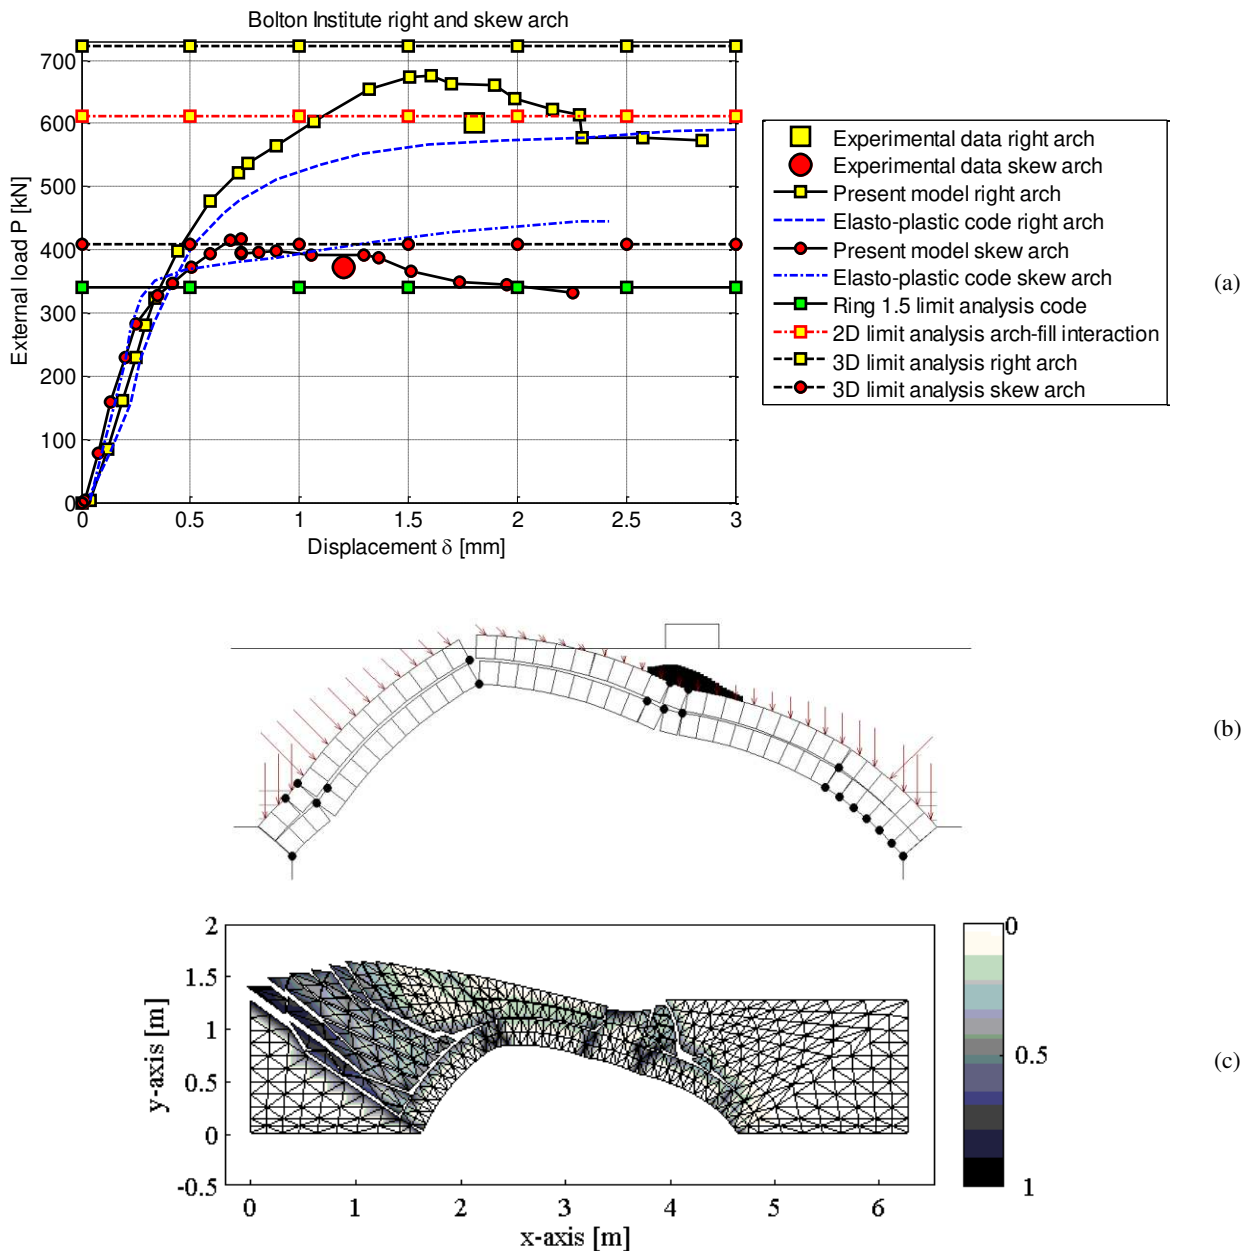 Bolton Institute right and skew arch
700
600
500
400
300
200
100
0
0
0.5
1
1.5
2
2.5
3
External load P [kN]
Displacement δ [mm]
Experimental data right arch
Experimental data skew arch
Present model right arch
Elasto-plastic code right arch
Present model skew arch
Elasto-plastic code skew arch
Ring 1.5 limit analysis code
2D limit analysis arch-fill interaction
3D limit analysis right arch
3D limit analysis skew arch
(a)
(b)
2
1.5
1
0.5
0
-0.5
y-axis [m]
0
1
2
3
4
5
6
x-axis [m]
0
0.5
1
(c)